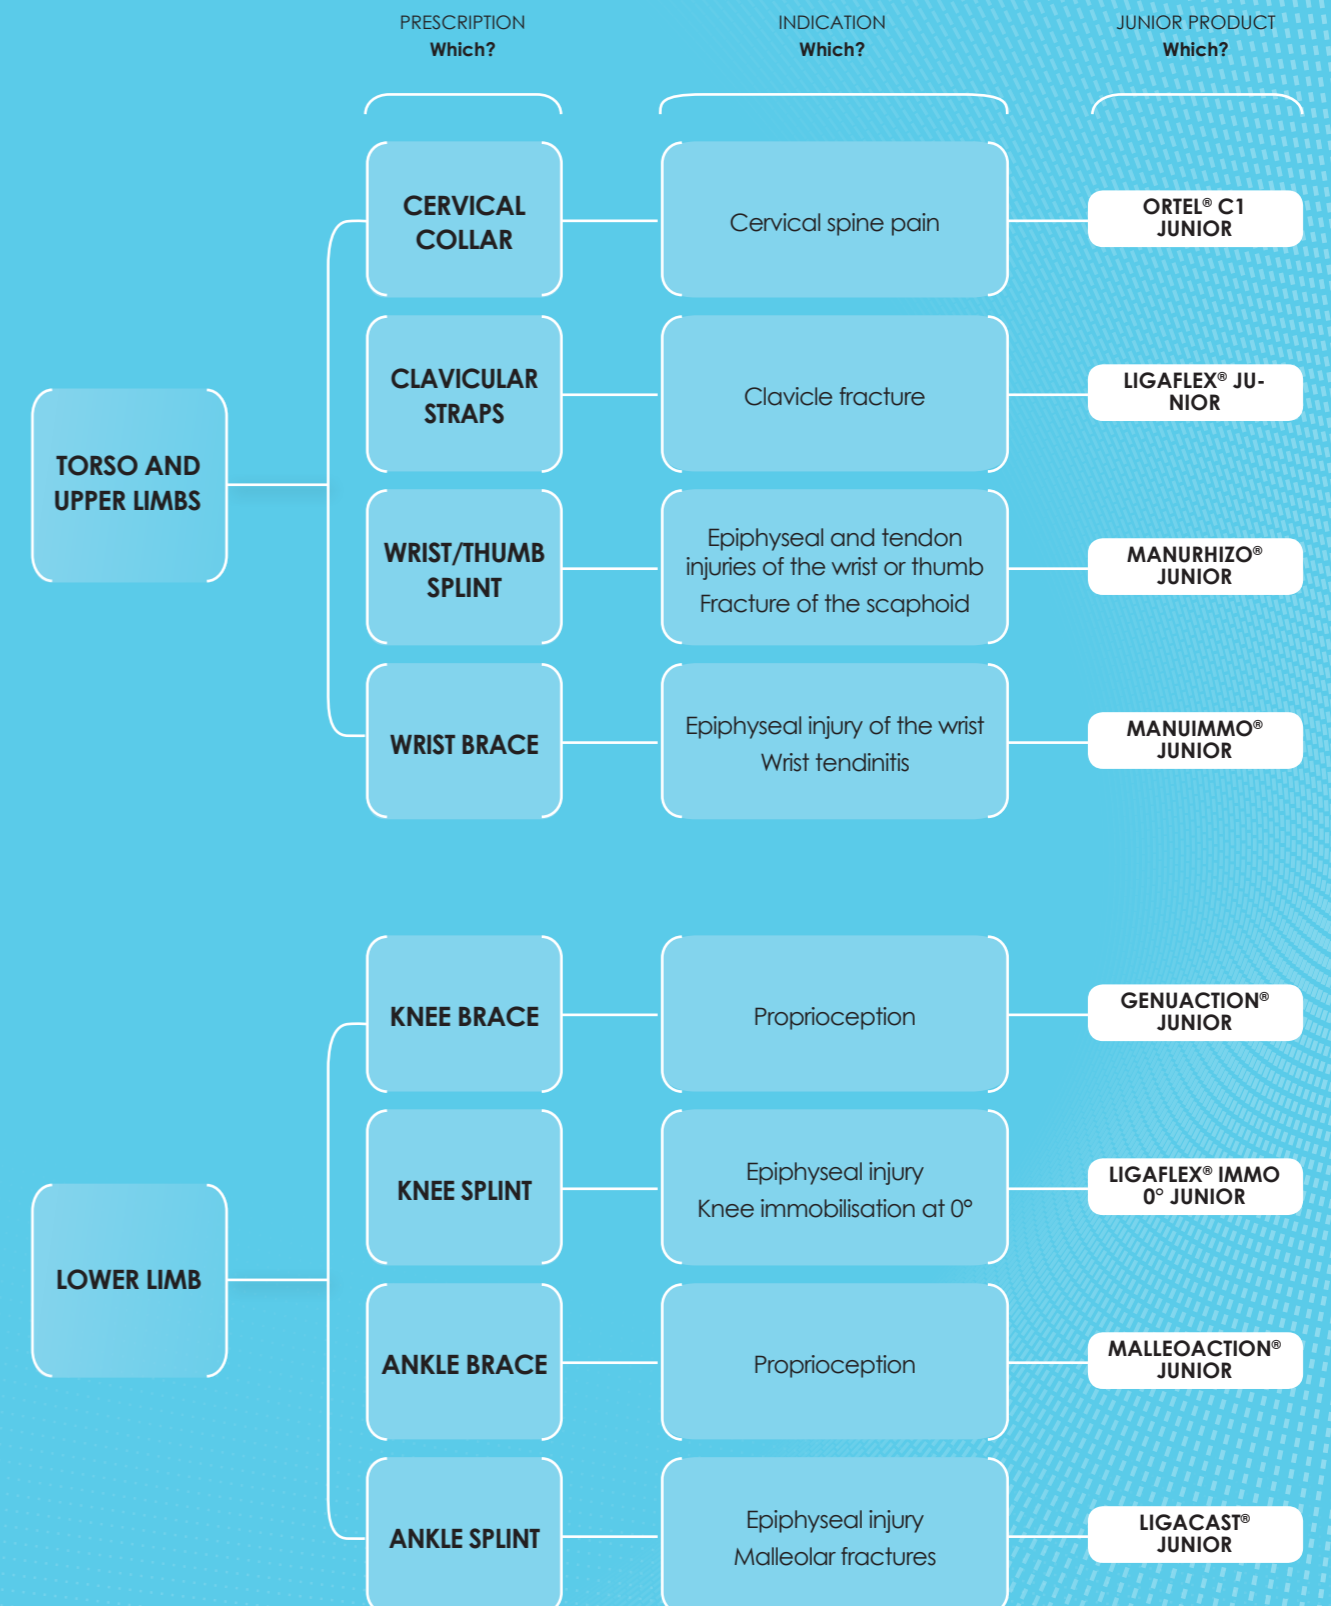 PRESCRIPTION
Which?
INDICATION
Which?
JUNIOR PRODUCT
Which?
TORSO AND
UPPER LIMBS
CERVICAL
COLLAR
Cervical spine pain
ORTEL® C1
JUNIOR
CLAVICULAR
STRAPS
Clavicle fracture
LIGAFLEX® JU-
NIOR
WRIST/THUMB
SPLINT
Epiphyseal and tendon
injuries of the wrist or thumb
Fracture of the scaphoid
MANURHIZO®
JUNIOR
WRIST BRACE
Epiphyseal injury of the wrist
Wrist tendinitis
MANUIMMO®
JUNIOR
LOWER LIMB
KNEE BRACE
Proprioception
GENUACTION®
JUNIOR
KNEE SPLINT
Epiphyseal injury
Knee immobilisation at 0°
LIGAFLEX® IMMO
0° JUNIOR
ANKLE BRACE
Proprioception
MALLEOACTION®
JUNIOR
ANKLE SPLINT
Epiphyseal injury
Malleolar fractures
LIGACAST®
JUNIOR